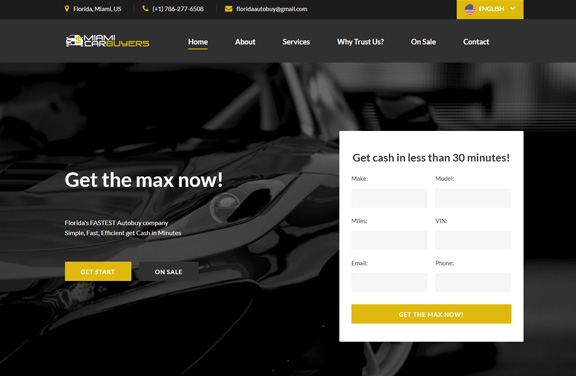 Florida, Miami, US
(+1) 786-277-6508
floridaautobuy@gmail.com
ENGLISH
MIAMI
CARBUYERS
Home
About
Services
Why Trust Us?
On Sale
Contact
Get the max now!
Florida's FASTEST Autobuy company
Simple, Fast, Efficient get Cash in Minutes
GET START
ON SALE
Get cash in less than 30 minutes!
Make:
Model:
Miles:
VIN:
Email:
Phone:
GET THE MAX NOW!